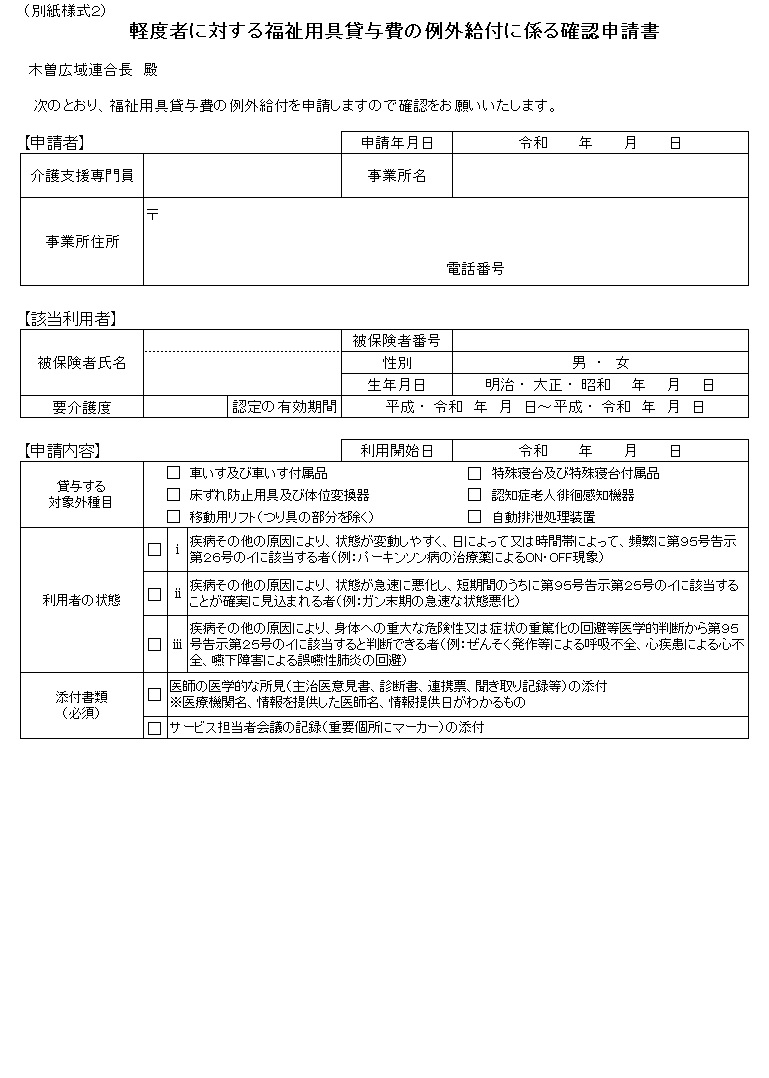 （別紙様式２）
軽度者に対する福祉用具貸与費の例外給付に係る確認申請書
木曽広域連合長　殿
次のとおり、福祉用具貸与費の例外給付を申請しますので確認をお願いいたします。
【申請者】 申請年月日 令和　　年　　月　　日
介護支援専門員 事業所名
事業所住所 〒
電話番号
【該当利用者】
被保険者氏名 被保険者番号
性別 男 ・ 女
生年月日 明治・ 大正・ 昭和　　年　　月　　日
要介護度 認定の有効期間 平成・ 令和　年　月　日～平成・ 令和　年　月　日
【申請内容】 利用開始日 令和　　年　　月　　日
貸与する
対象外種目
□ 車いす及び車いす付属品 □ 特殊寝台及び特殊寝台付属品
□ 床ずれ防止用具及び体位変換器 □ 認知症老人徘徊感知機器
□ 移動用リフト（つり具の部分を除く） □ 自動排泄処理装置
利用者の状態
□ ⅰ 疾病その他の原因により、状態が変動しやすく、日によって又は時間帯によって、頻繁に第９５号告示
第２６号のイに該当する者（例：パーキンソン病の治療薬によるON・OFF現象）
□ ⅱ 疾病その他の原因により、状態が急速に悪化し、短期間のうちに第９５号告示第２５号のイに該当する
ことが確実に見込まれる者（例：ガン末期の急速な状態悪化）
□ ⅲ 疾病その他の原因により、身体への重大な危険性又は症状の重篤化の回避等医学的判断から第９５
号告示第２５号のイに該当すると判断できる者（例：ぜんそく発作等による呼吸不全、心疾患による心不
全、嚥下障害による誤嚥性肺炎の回避）
添付書類
（必須）
□ 医師の医学的な所見（主治医意見書、診断書、連携票、聞き取り記録等）の添付
※医療機関名、情報を提供した医師名、情報提供日がわかるもの
□ サービス担当者会議の記録（重要個所にマーカー）の添付